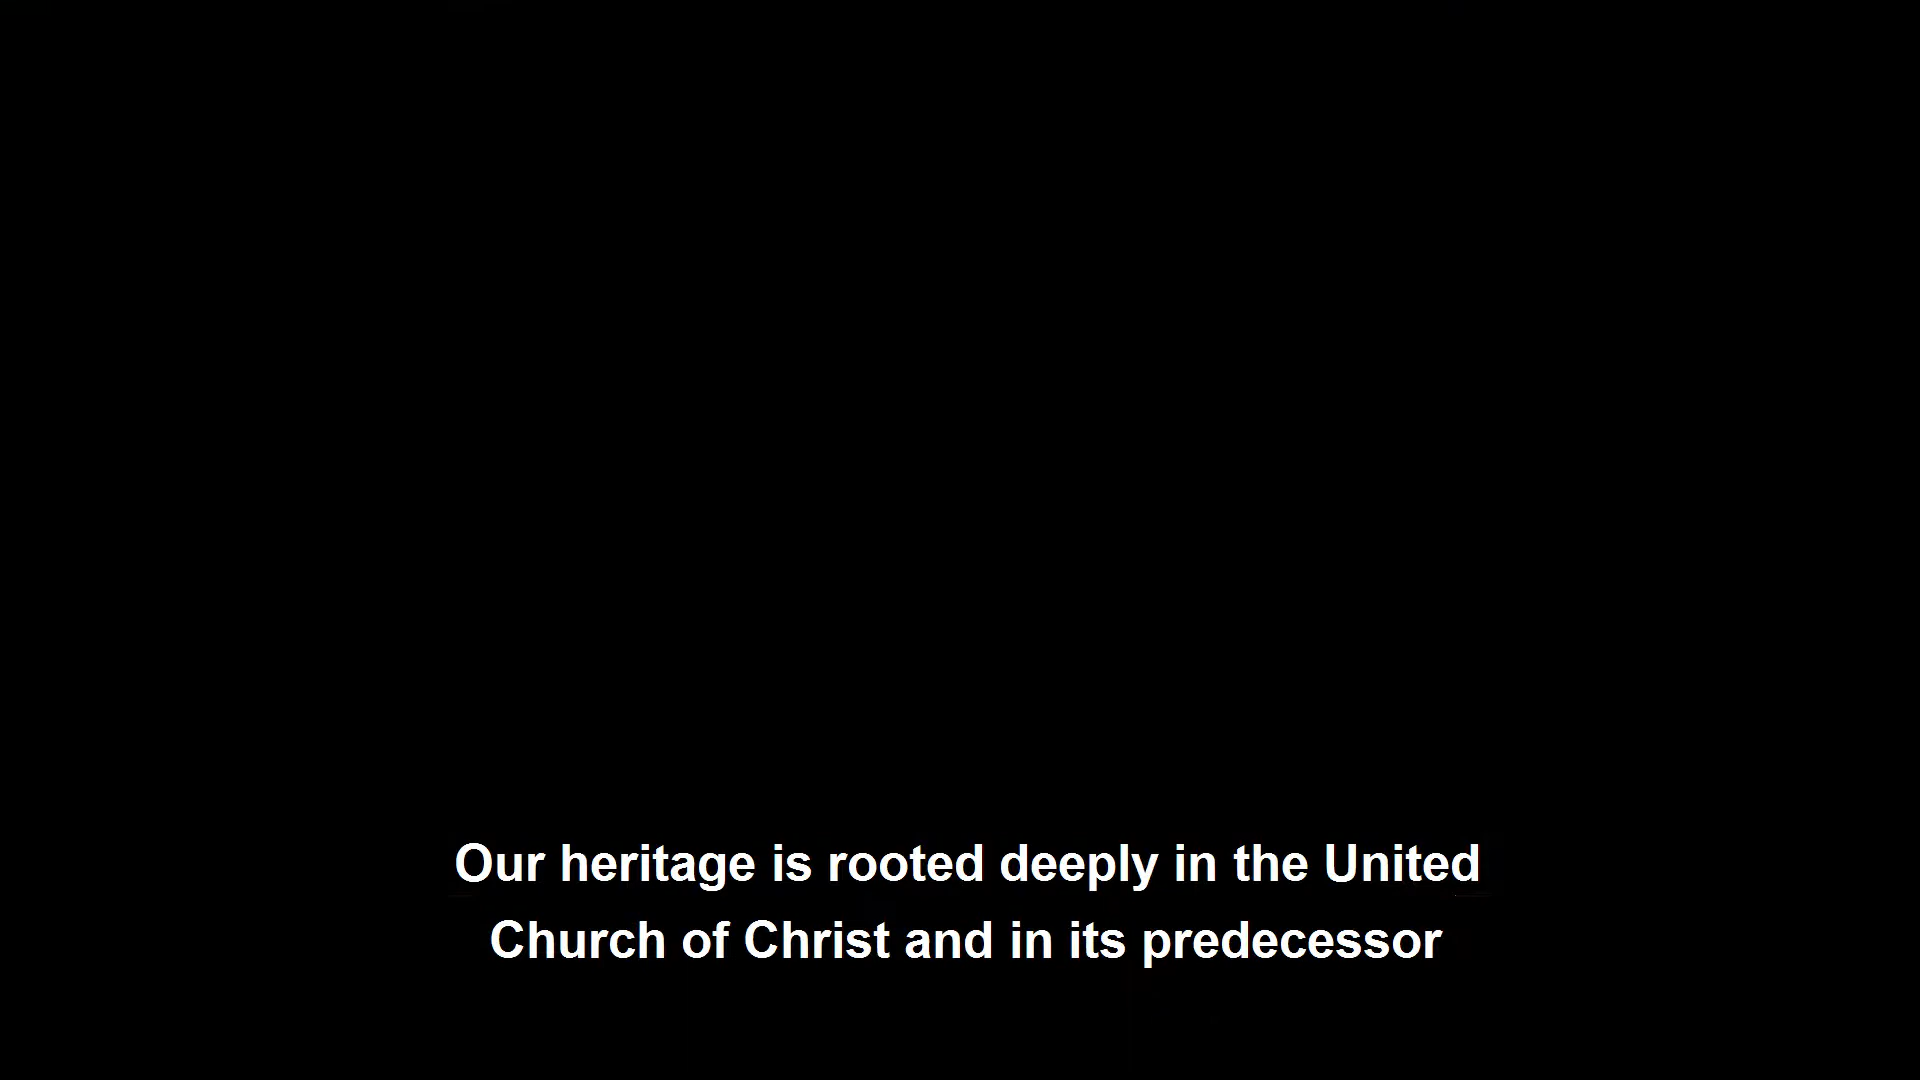 Our heritage is rooted deeply in the United
Church of Christ and in its predecessor